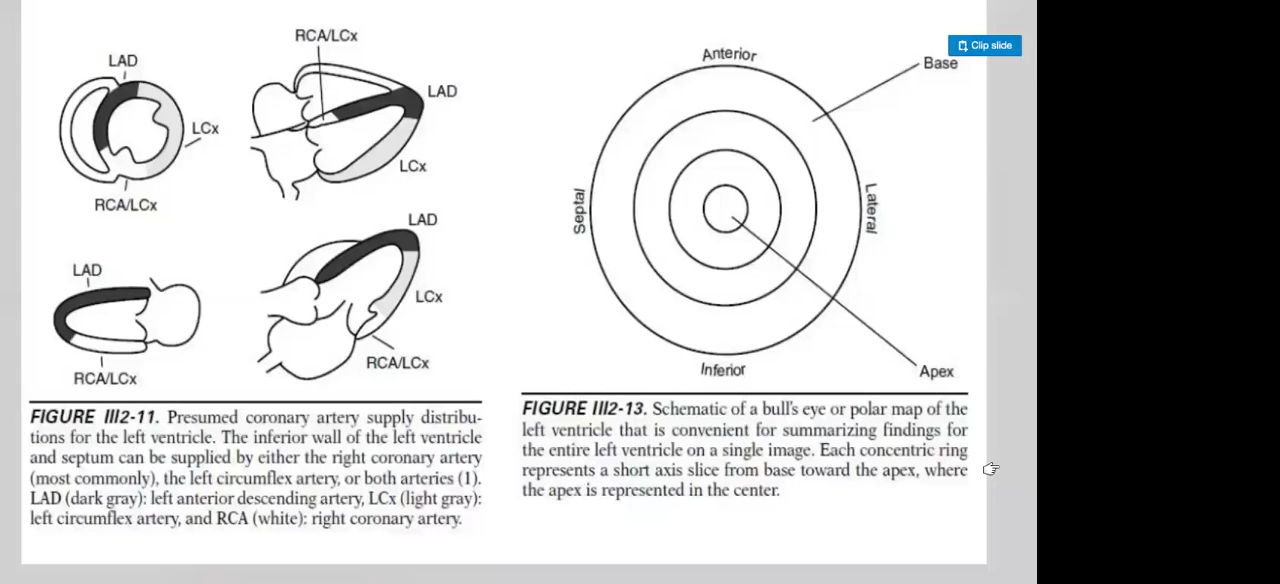 LAD
LCx
RCA/LCx
RCA/LCx
LAD
LCx
LAD
RCA/LCx
LAD
LCx
RCA/LCx
FIGURE III2-11. Presumed coronary artery supply distribu-
tions for the left ventricle. The inferior wall of the left ventricle
and septum can be supplied by either the right coronary artery
(most commonly), the left circumflex artery, or both arteries (1).
LAD (dark gray): left anterior descending artery, LCx (light gray):
left circumflex artery, and RCA (white): right coronary artery.
Clip slide
Anterior
Base
Septal
Lateral
Inferior
Apex
FIGURE III2-13. Schematic of a bull's eye or polar map of the
left ventricle that is convenient for summarizing findings for
the entire left ventricle on a single image. Each concentric ring
represents a short axis slice from base toward the apex, where
the apex is represented in the center.